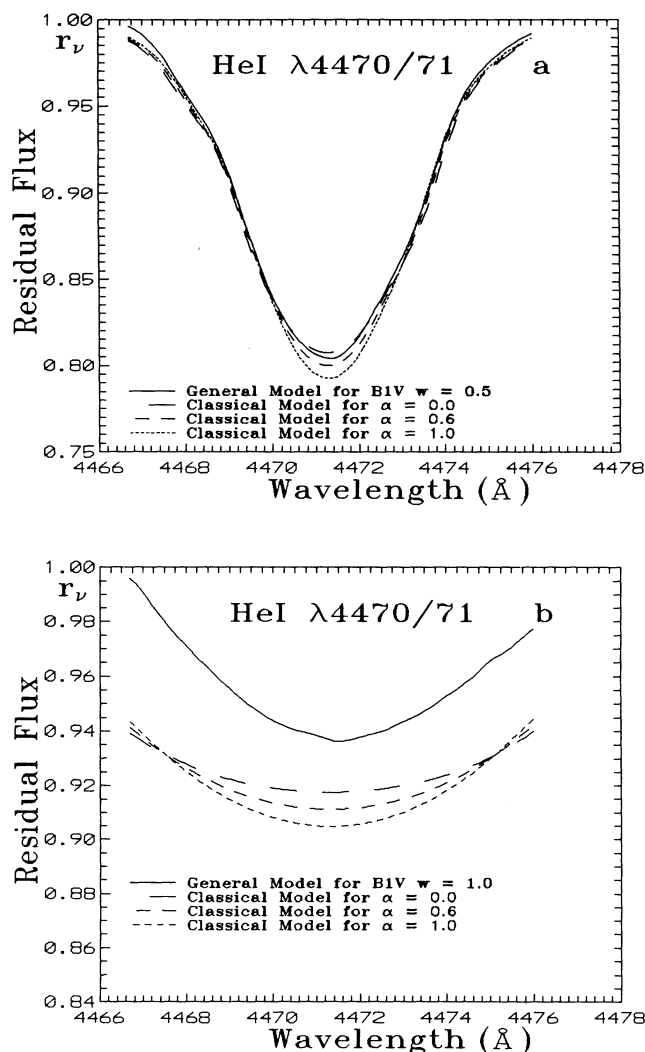 1.00
r_ν
HeI λ4470/71
a
0.95
0.90
0.85
0.80
0.75
Residual Flux
General Model for B1V w = 0.5
Classical Model for α = 0.0
Classical Model for α = 0.6
Classical Model for α = 1.0
4466 4468 4470 4472 4474 4476 4478
Wavelength (Å)
1.00
r_ν
HeI λ4470/71
b
0.98
0.96
0.94
0.92
0.90
0.88
0.86
0.84
Residual Flux
General Model for B1V w = 1.0
Classical Model for α = 0.0
Classical Model for α = 0.6
Classical Model for α = 1.0
4466 4468 4470 4472 4474 4476 4478
Wavelength (Å)